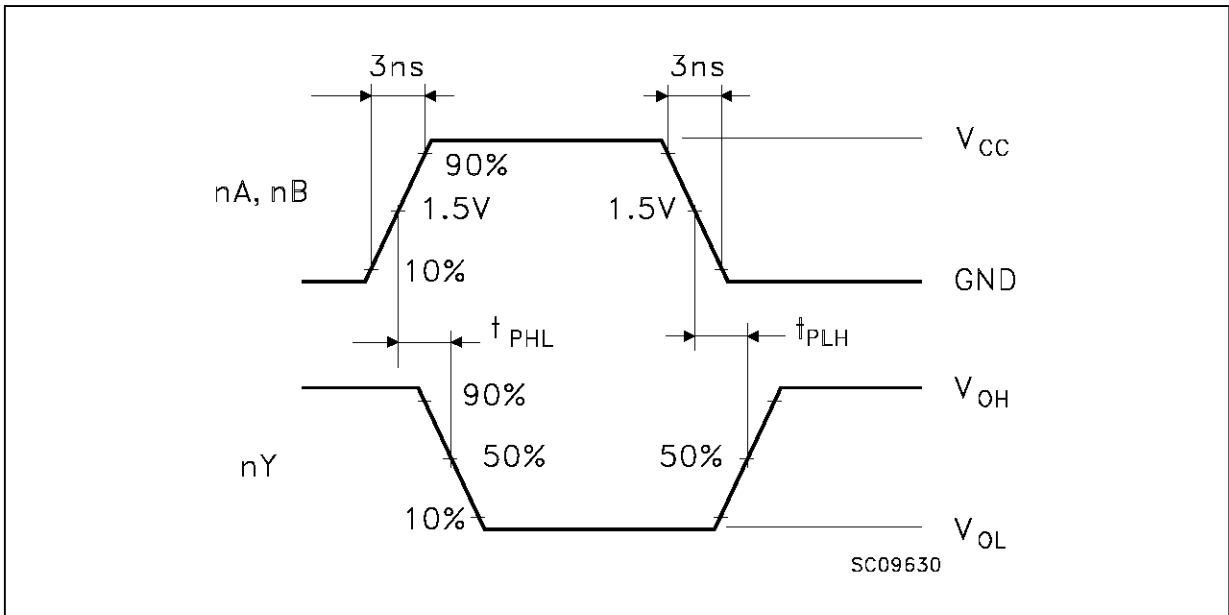 3ns 3ns
V_CC
90%
nA, nB 1.5V 1.5V
10% GND
t_PHL t_PLH
90% V_OH
nY 50% 50%
10% V_OL
SC09630